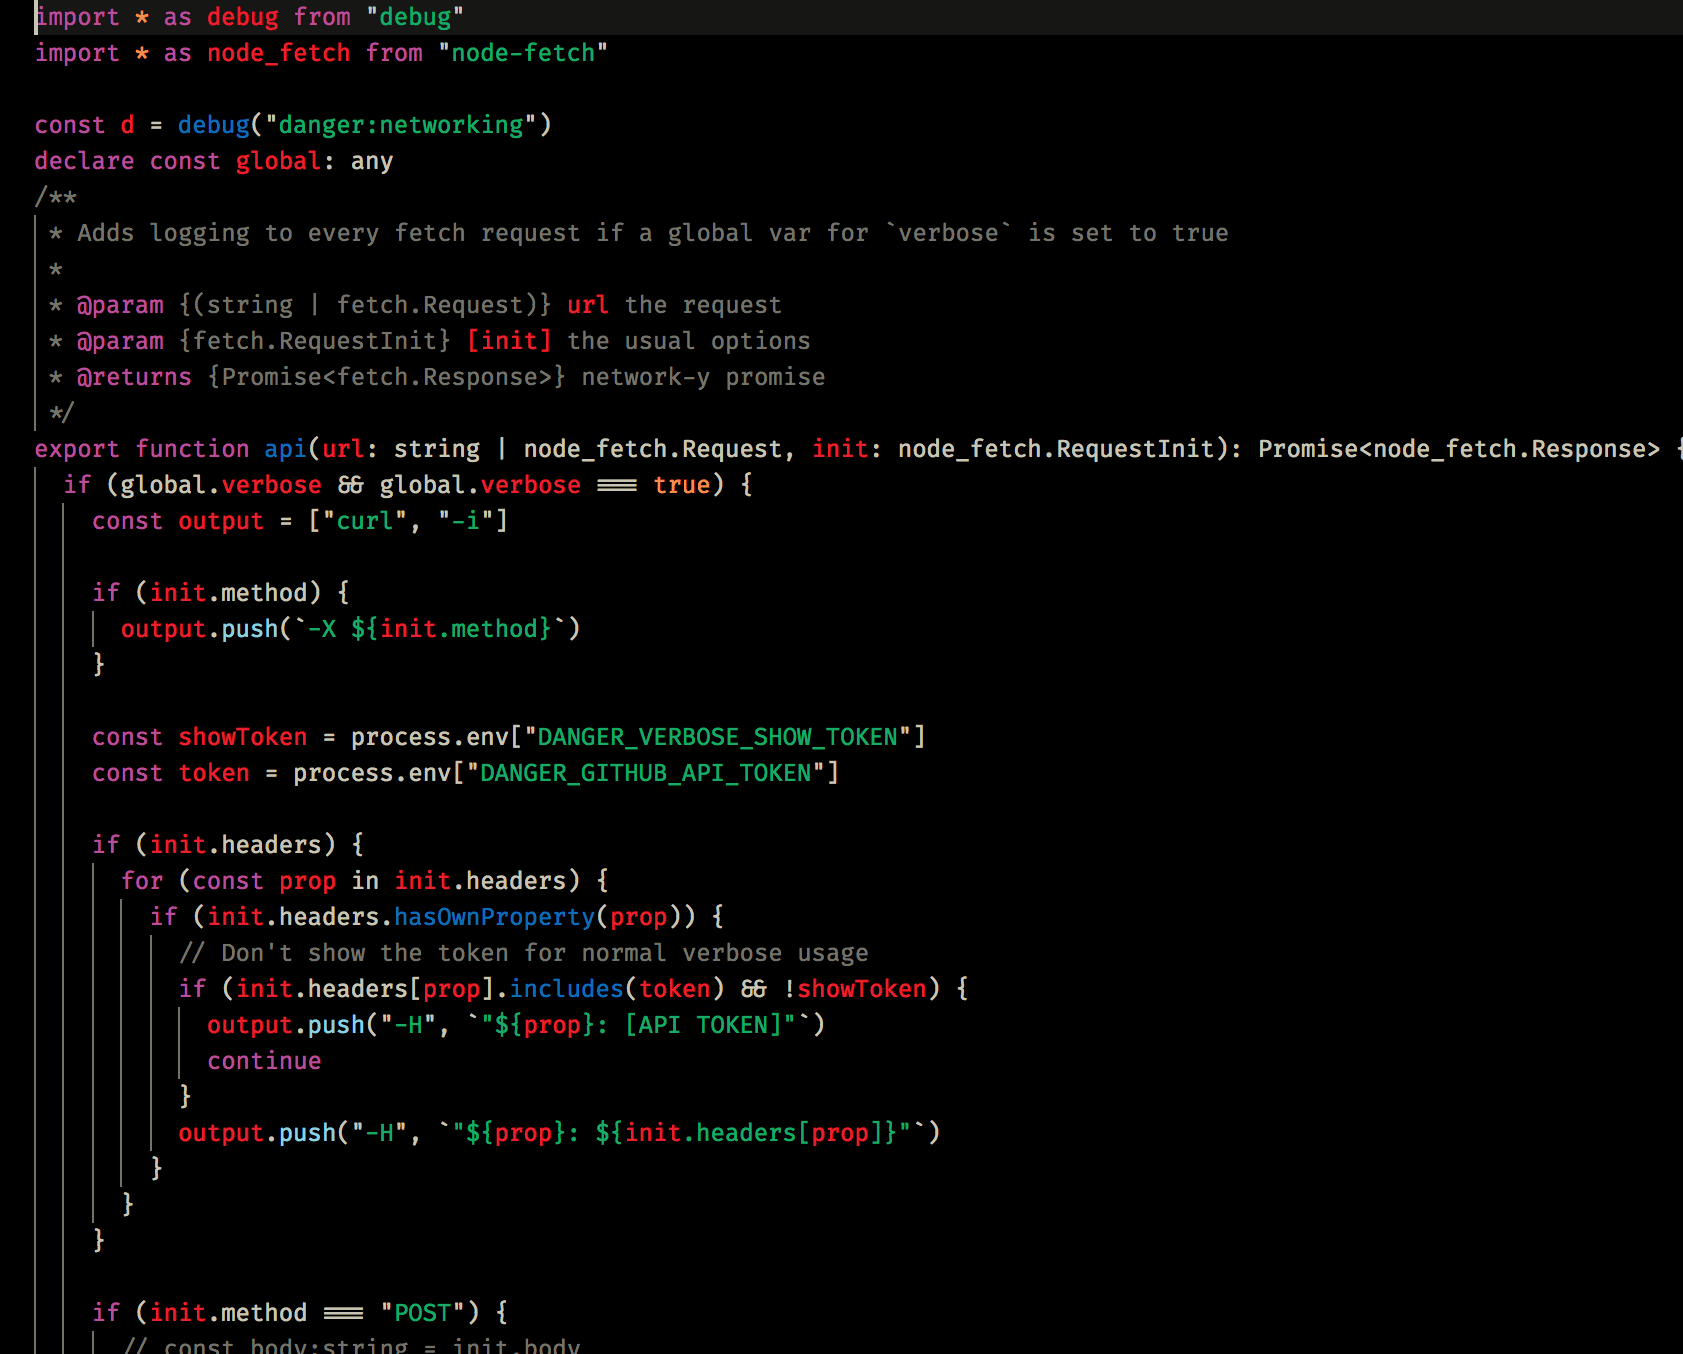 import * as debug from "debug"
import * as node_fetch from "node-fetch"
const d = debug("danger:networking")
declare const global: any
/**
* Adds logging to every fetch request if a global var for `verbose` is set to true
*
* @param {(string | fetch.Request)} url the request
* @param {fetch.RequestInit} [init] the usual options
* @returns {Promise<fetch.Response>} network-y promise
*/
export function api(url: string | node_fetch.Request, init: node_fetch.RequestInit): Promise<node_fetch.Response> {
if (global.verbose && global.verbose === true) {
const output = ["curl", "-i"]
if (init.method) {
output.push(`-X ${init.method}`)
}
const showToken = process.env["DANGER_VERBOSE_SHOW_TOKEN"]
const token = process.env["DANGER_GITHUB_API_TOKEN"]
if (init.headers) {
for (const prop in init.headers) {
if (init.headers.hasOwnProperty(prop)) {
// Don't show the token for normal verbose usage
if (init.headers[prop].includes(token) && !showToken) {
output.push("-H", `"${prop}: [API TOKEN]"`)
continue
}
output.push("-H", `"${prop}: ${init.headers[prop]}"`)
}
}
}
if (init.method === "POST") {
// const body:string = init.body